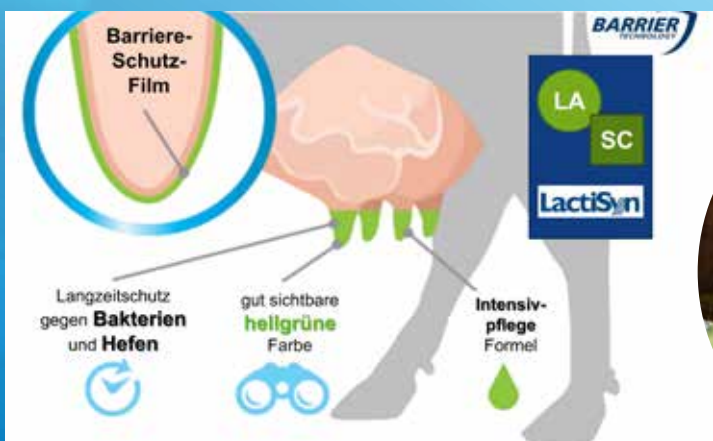 Barriere-
Schutz-
Film
BARRIER
TECHNOLOGY
LA
SC
LactiSyn
Langzeitschutz
gegen Bakterien
und Hefen
gut sichtbare
hellgrüne
Farbe
Intensiv-
pflege
Formel